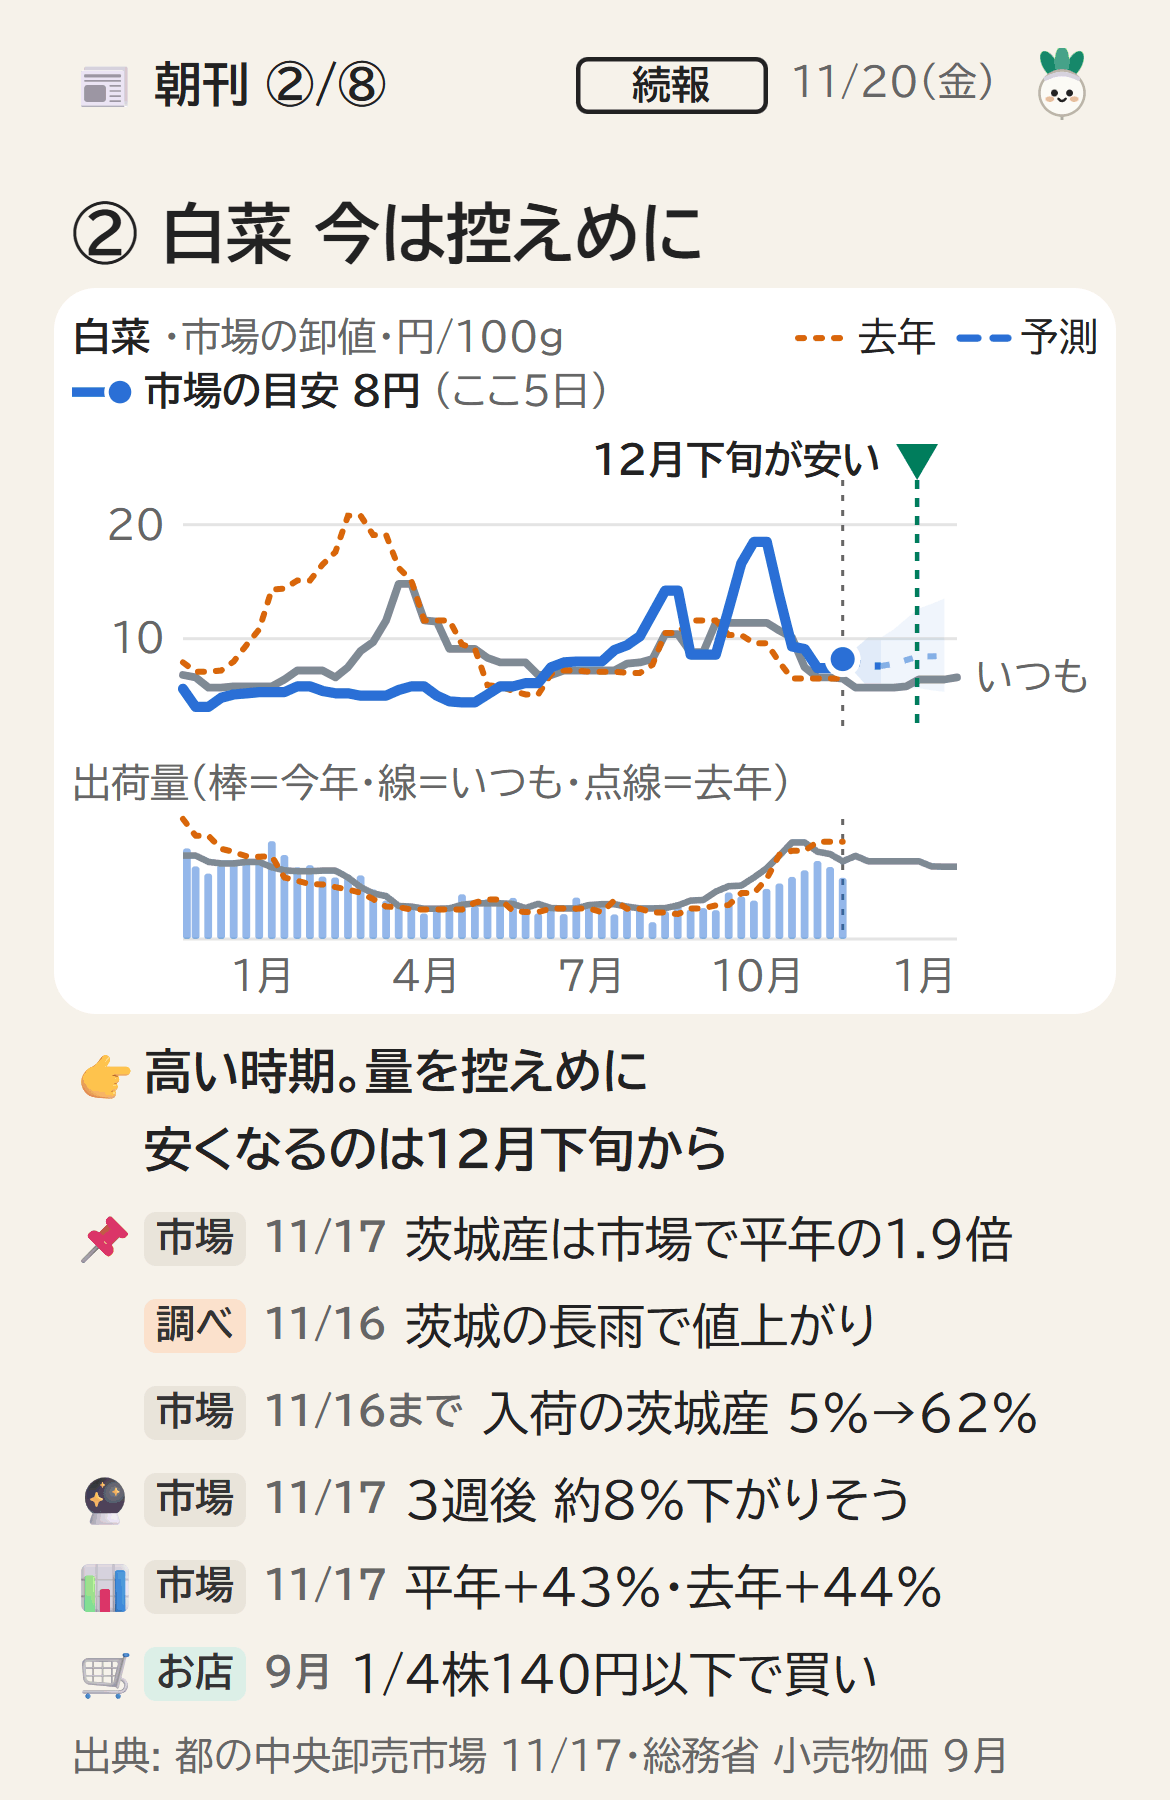 朝刊 ②/⑧
続報
11/20(金)
② 白菜 今は控えめに
白菜・市場の卸値・円/100g
去年 予測
市場の目安 8円 (ここ5日)
12月下旬が安い
20
10
いつも
出荷量(棒=今年・線=いつも・点線=去年)
1月 4月 7月 10月 1月
高い時期。量を控えめに
安くなるのは12月下旬から
市場 11/17 茨城産は市場で平年の1.9倍
調べ 11/16 茨城の長雨で値上がり
市場 11/16まで 入荷の茨城産 5%→62%
市場 11/17 3週後 約8%下がりそう
市場 11/17 平年+43%・去年+44%
お店 9月 1/4株140円以下で買い
出典: 都の中央卸売市場 11/17・総務省 小売物価 9月